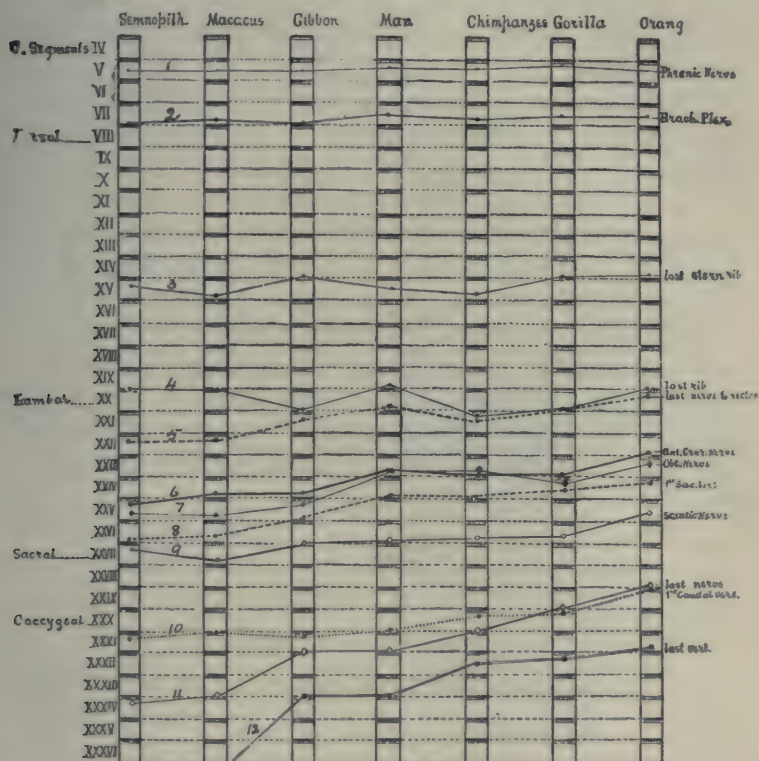 Semnopith Macacus Gibbon Man Chimpanzee Gorilla Orang
C. Segments IV
V 1 Phrenic Nerve
VI
VII 2 Brach. Plex.
VIII
IX
X
XI
XII
XIII
XIV
XV 3 last stern rib
XVI
XVII
XVIII
XIX
4 last rib
Lumbar XX last nerve to rectus
XXI
XXII 5
XXIII Ant. Crur. Nerve
Obt. Nerve
XXIV 1st Sac. Vert.
6
XXV 7 Sciatic Nerve
XXVI 8
Sacral XXVII 9
XXVIII
XXIX last nerve
1st Caudal Vert.
Coccygeal XXX
XXXI 10
XXXII last vert.
XXXIII
XXXIV 11
XXXV 12
XXXVI